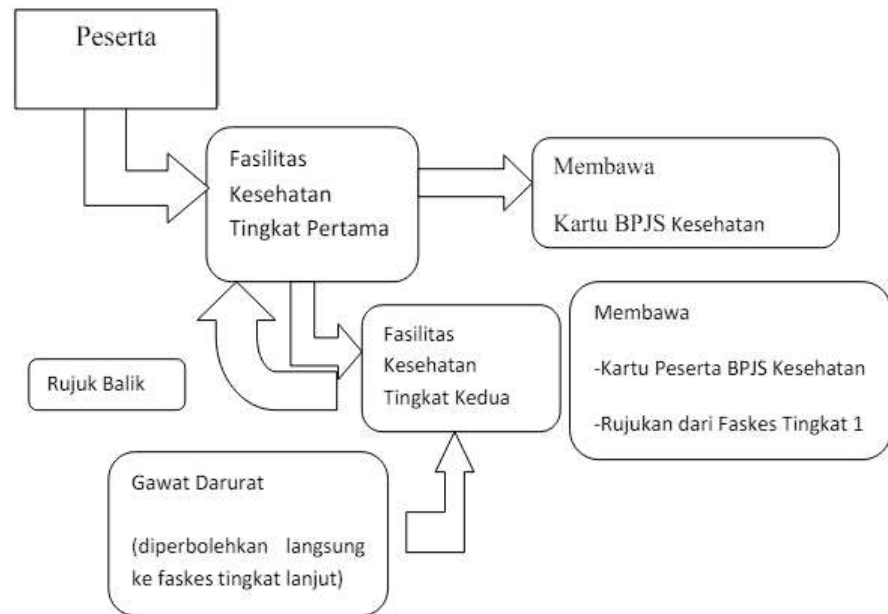 Peserta
Fasilitas
Kesehatan
Tingkat Pertama
Membawa
Kartu BPJS Kesehatan
Fasilitas
Kesehatan
Tingkat Kedua
Membawa
-Kartu Peserta BPJS Kesehatan
-Rujukan dari Faskes Tingkat 1
Rujuk Balik
Gawat Darurat
(diperbolehkan langsung
ke faskes tingkat lanjut)